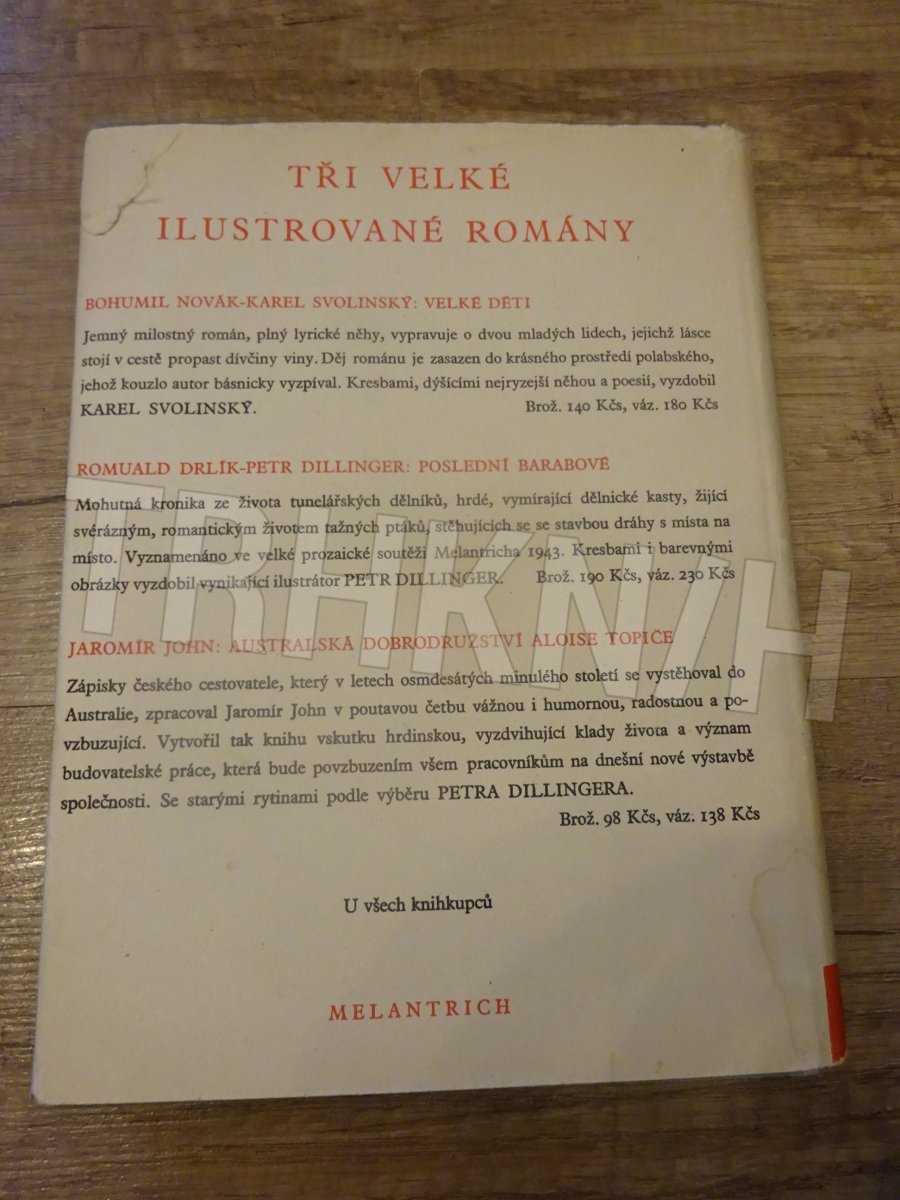 TŘI VELKÉ
ILUSTROVANÉ ROMÁNY
BOHUMIL NOVÁK-KAREL SVOLINSKÝ: VELKÉ DĚTI
Jemný milostný román, plný lyrické něhy, vypravuje o dvou mladých lidech, jejichž lásce
stojí v cestě propast dívčiny viny. Děj románu je zasazen do krásného prostředí polabského,
jehož kouzlo autor básnicky vyzpíval. Kresbami, dýšícími nejryzejší něhou a poesií, vyzdobil
KAREL SVOLINSKÝ. Brož. 140 Kčs, váz. 180 Kčs
ROMUALD DRLÍK-PETR DILLINGER: POSLEDNÍ BARABOVÉ
Mohutná kronika ze života tunelářských dělníků, hrdé, vymírající dělnické kasty, žijící
svérázným, romantickým životem tažných ptáků, stěhujících se se stavbou dráhy s místa na
místo. Vyznamenáno ve velké prozaické soutěži Melantricha 1943. Kresbami i barevnými
obrázky vyzdobil vynikající ilustrátor PETR DILLINGER. Brož. 190 Kčs, váz. 230 Kčs
JAROMÍR JOHN: AUSTRALSKÁ DOBRODRUŽSTVÍ ALOISE TOPIČE
Zápisky českého cestovatele, který v letech osmdesátých minulého století se vystěhoval do
Australie, zpracoval Jaromír John v poutavou četbu vážnou i humornou, radostnou a po-
vzbuzující. Vytvořil tak knihu vskutku hrdinskou, vyzdvihující klady života a význam
budovatelské práce, která bude povzbuzením všem pracovníkům na dnešní nové výstavbě
společnosti. Se starými rytinami podle výběru PETRA DILLINGERA.
Brož. 98 Kčs, váz. 138 Kčs
U všech knihkupců
MELANTRICH
TRHKNIH